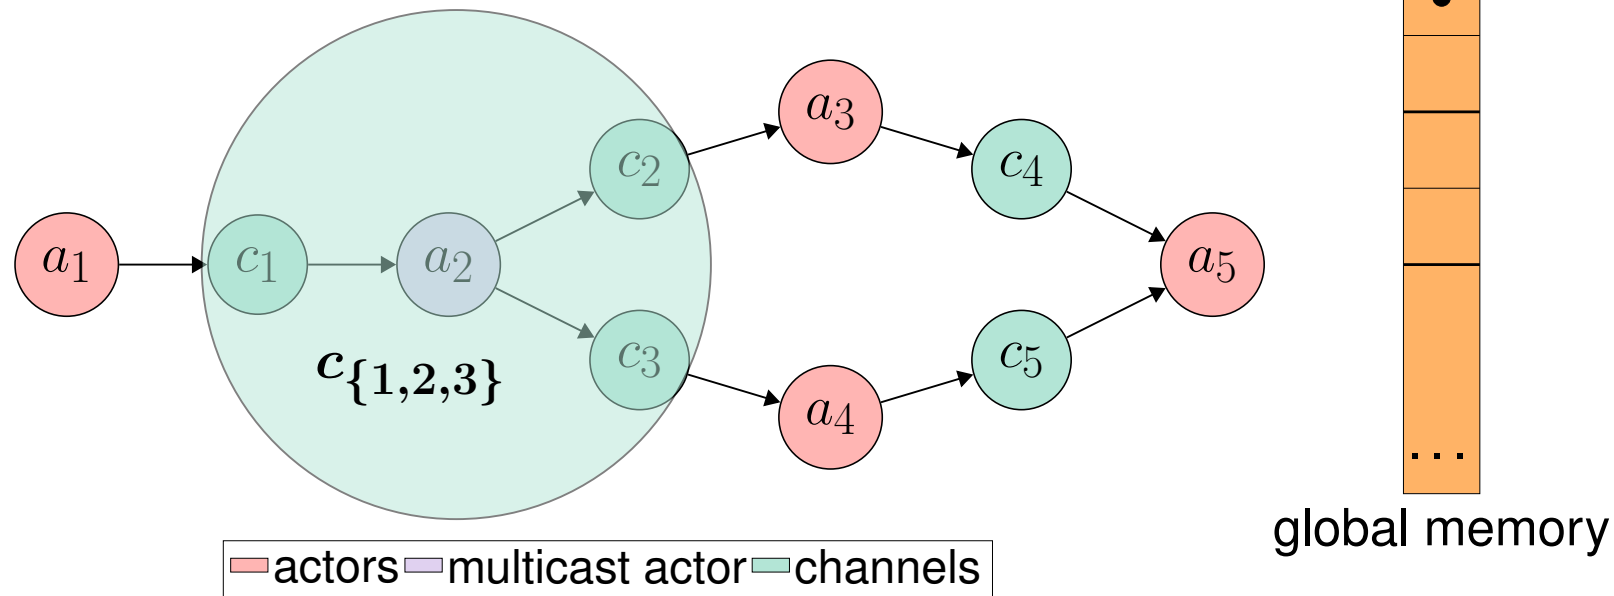 a₃
c₂ c₄
a₁ c₁ a₂ a₅
c_{1,2,3} c₃ c₅
a₄
...
global memory
actors multicast actor channels